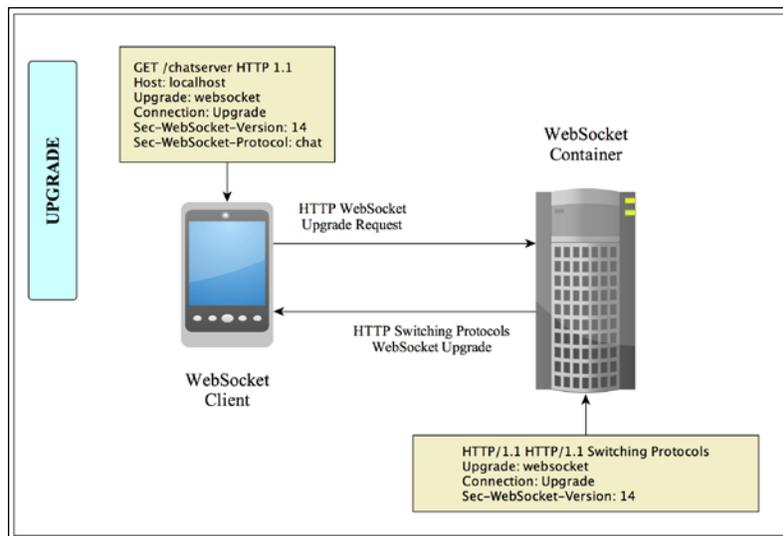 GET /chatserver HTTP 1.1
Host: localhost
Upgrade: websocket
Connection: Upgrade
Sec-WebSocket-Version: 14
Sec-WebSocket-Protocol: chat
UPGRADE
WebSocket
Container
HTTP WebSocket
Upgrade Request
HTTP Switching Protocols
WebSocket Upgrade
WebSocket
Client
HTTP/1.1 HTTP/1.1 Switching Protocols
Upgrade: websocket
Connection: Upgrade
Sec-WebSocket-Version: 14